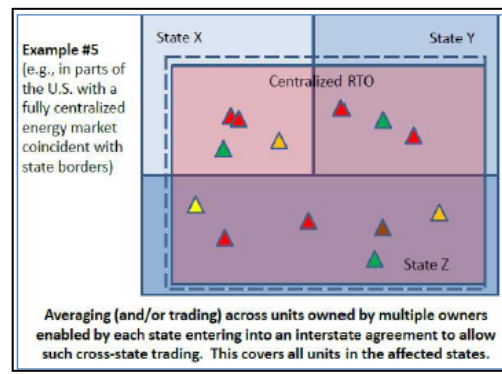 Example #5
(e.g., in parts of
the U.S. with a
fully centralized
energy market
coincident with
state borders)
State X
State Y
Centralized RTO
State Z
Averaging (and/or trading) across units owned by multiple owners
enabled by each state entering into an interstate agreement to allow
such cross-state trading.  This covers all units in the affected states.